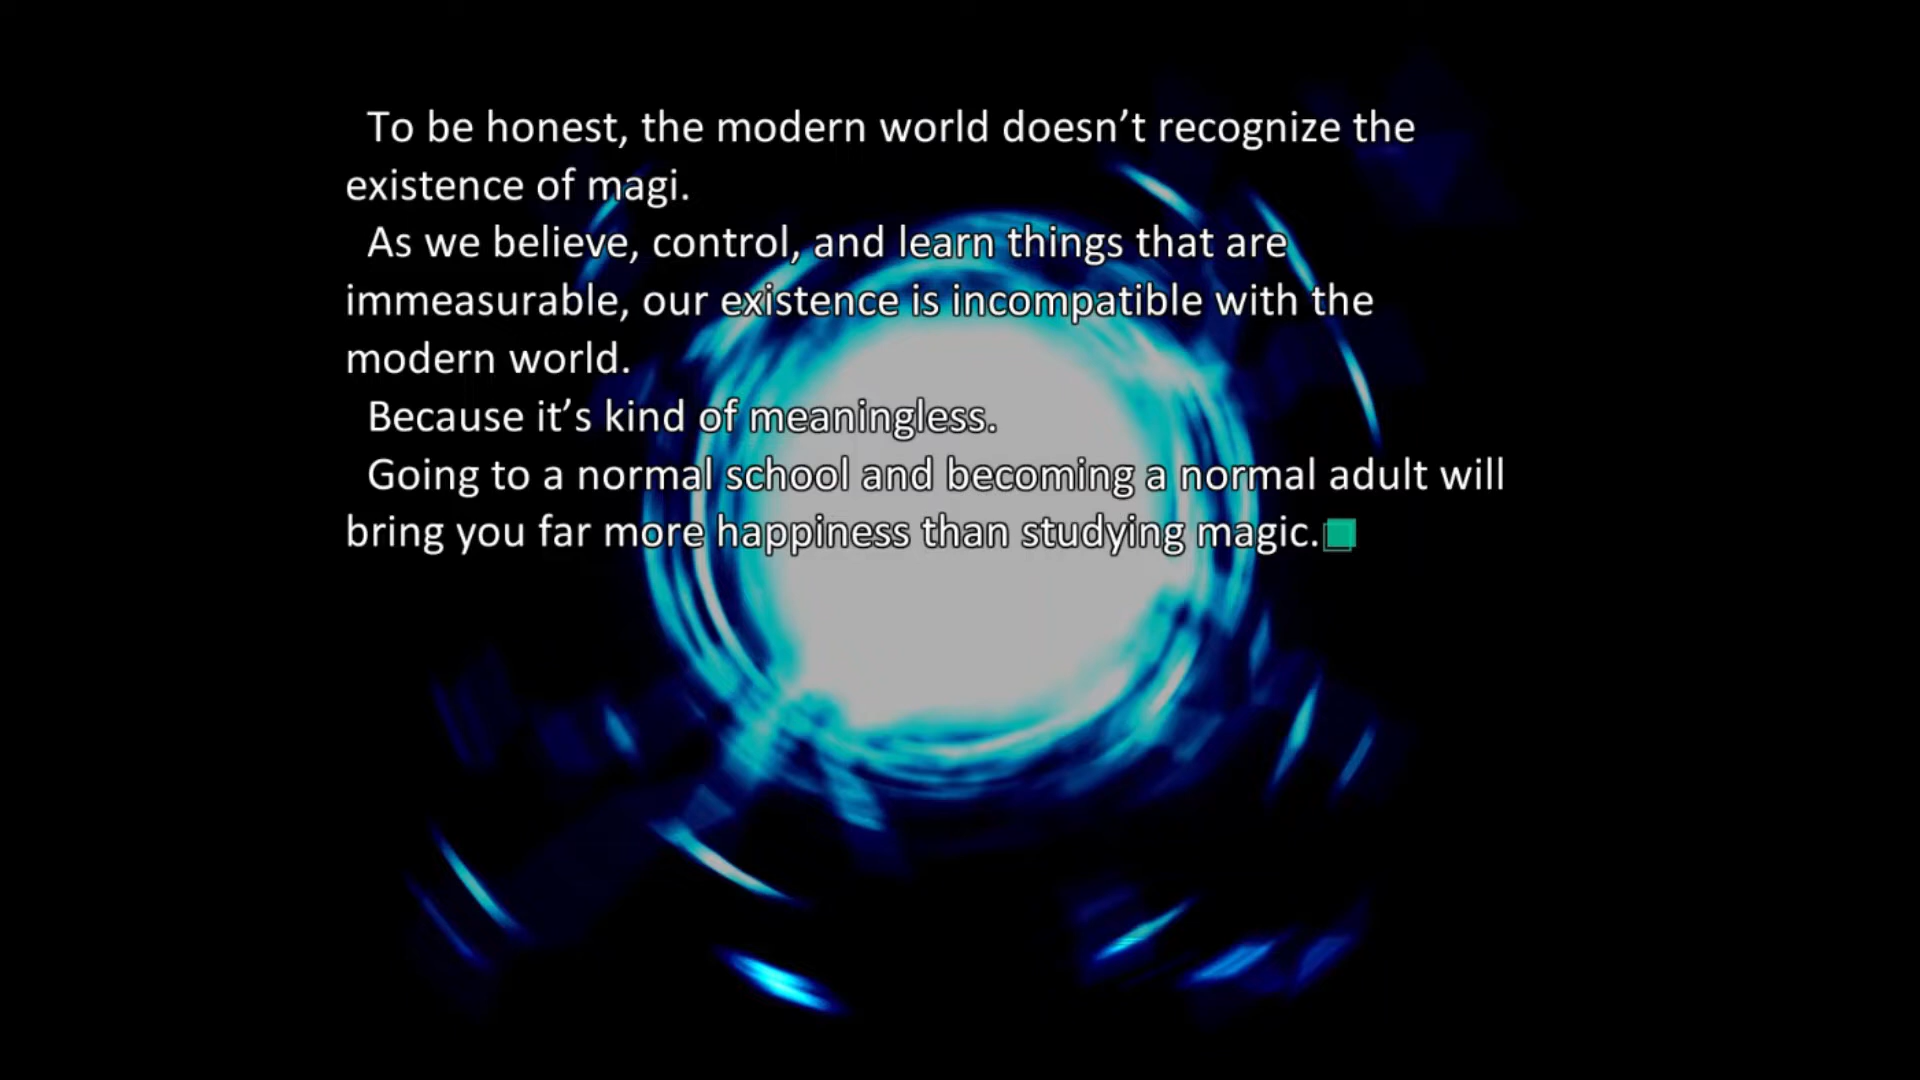 To be honest, the modern world doesn’t recognize the
existence of magi.
As we believe, control, and learn things that are
immeasurable, our existence is incompatible with the
modern world.
Because it’s kind of meaningless.
Going to a normal school and becoming a normal adult will
bring you far more happiness than studying magic.